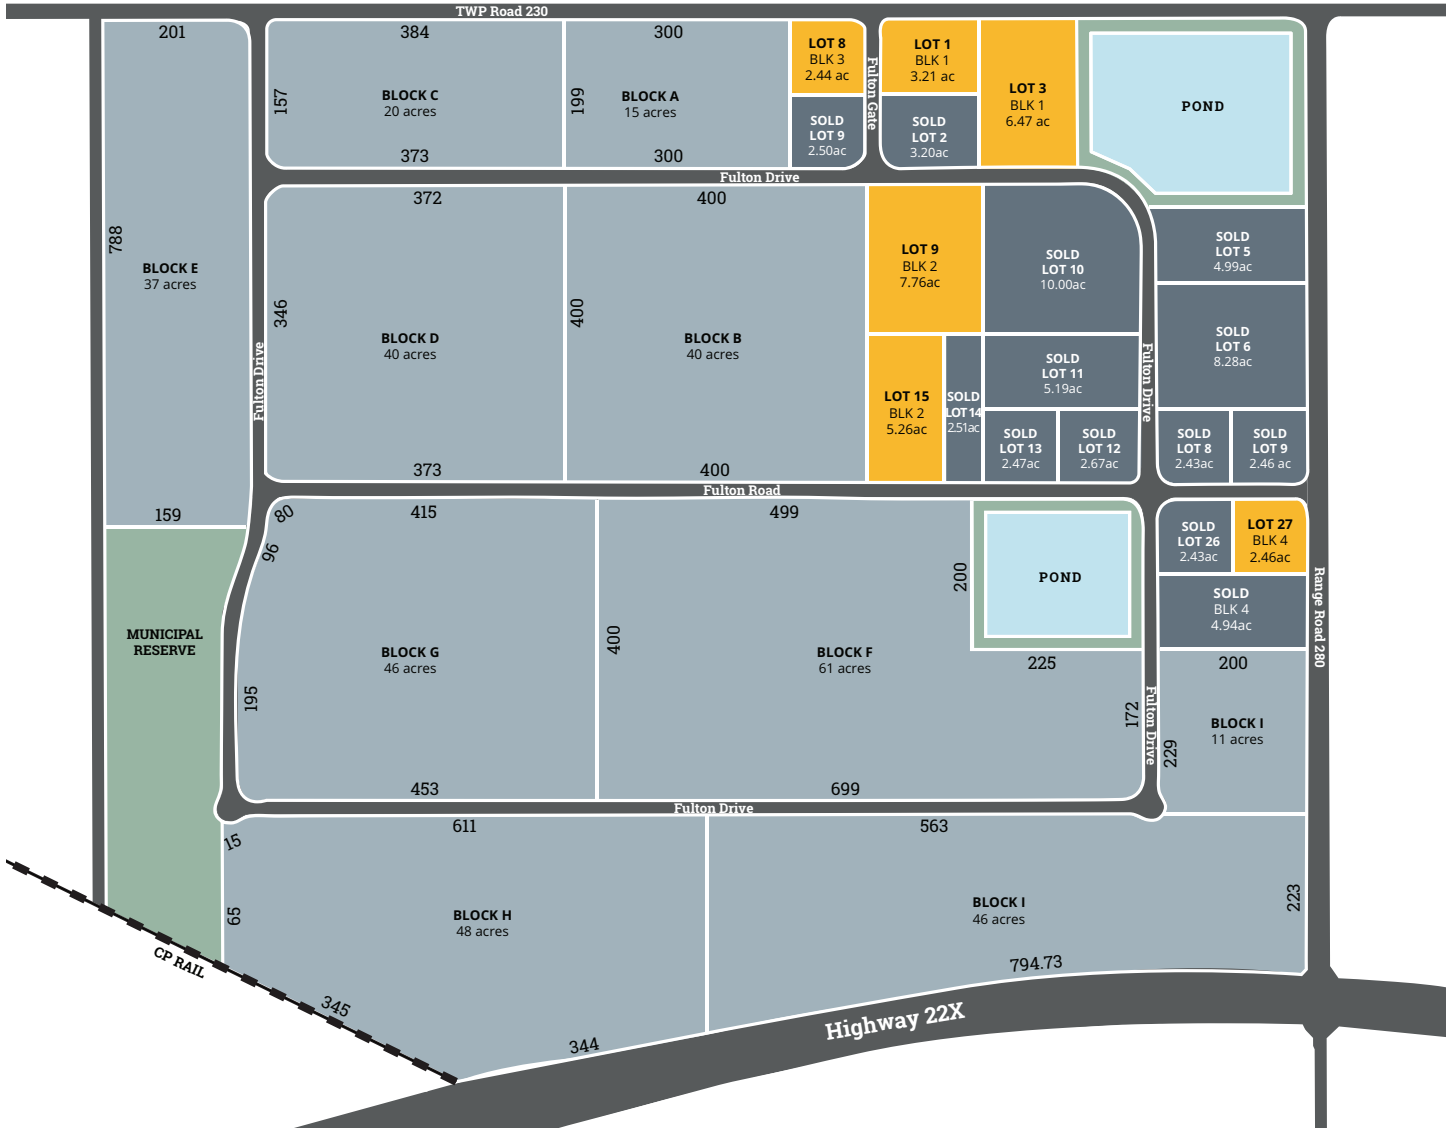 TWP Road 230
201
384
300
157
199
BLOCK C
20 acres
BLOCK A
15 acres
373
300
LOT 8
BLK 3
2.44 ac
SOLD
LOT 9
2.50ac
Fulton Gate
LOT 1
BLK 1
3.21 ac
SOLD
LOT 2
3.20ac
LOT 3
BLK 1
6.47 ac
POND
Fulton Drive
788
BLOCK E
37 acres
159
Fulton Drive
372
346
BLOCK D
40 acres
373
400
400
BLOCK B
40 acres
400
LOT 9
BLK 2
7.76ac
SOLD
LOT 10
10.00ac
SOLD
LOT 5
4.99ac
SOLD
LOT 6
8.28ac
LOT 15
BLK 2
5.26ac
SOLD
LOT 14
2.51ac
SOLD
LOT 11
5.19ac
SOLD
LOT 13
2.47ac
SOLD
LOT 12
2.67ac
Fulton Drive
SOLD
LOT 8
2.43ac
SOLD
LOT 9
2.46 ac
Fulton Road
80
96
415
499
200
POND
225
SOLD
LOT 26
2.43ac
LOT 27
BLK 4
2.46ac
SOLD
BLK 4
4.94ac
Range Road 280
MUNICIPAL
RESERVE
195
BLOCK G
46 acres
453
400
BLOCK F
61 acres
699
172
Fulton Drive
200
229
BLOCK I
11 acres
Fulton Drive
15
65
611
BLOCK H
48 acres
345
344
CP RAIL
563
BLOCK I
46 acres
223
794.73
Highway 22X